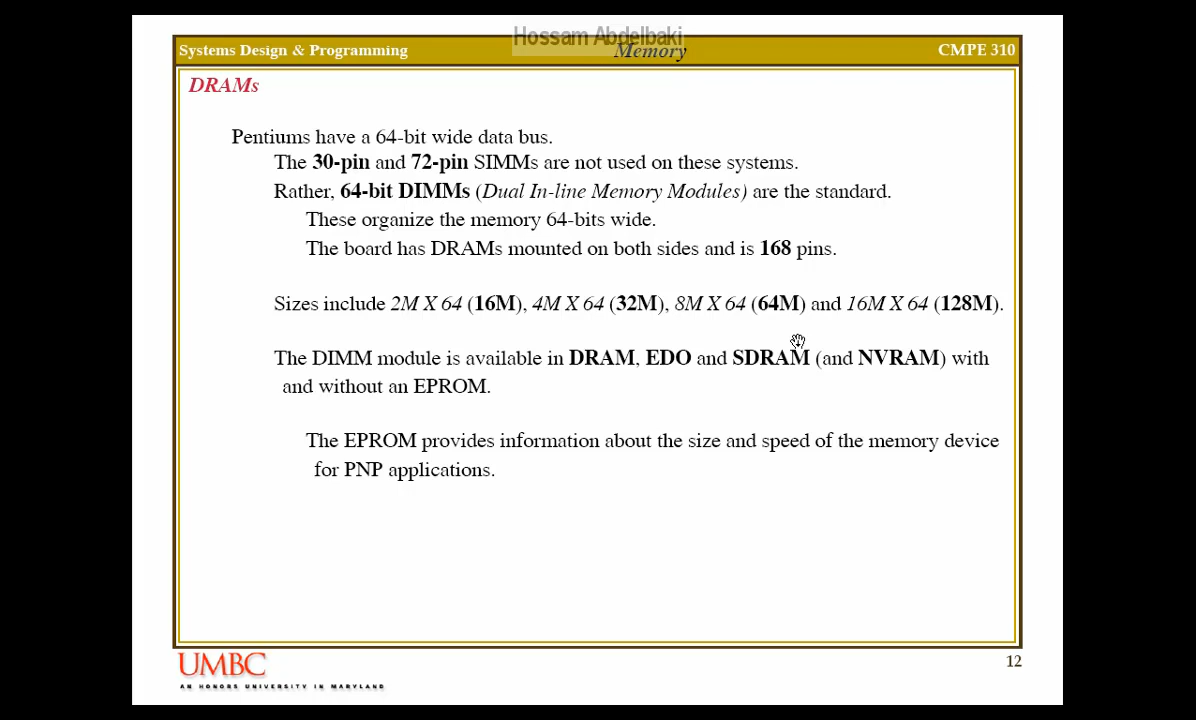 Hossam Abdelbaki
Systems Design & Programming Memory CMPE 310
DRAMs
Pentiums have a 64-bit wide data bus.
The 30-pin and 72-pin SIMMs are not used on these systems.
Rather, 64-bit DIMMs (Dual In-line Memory Modules) are the standard.
These organize the memory 64-bits wide.
The board has DRAMs mounted on both sides and is 168 pins.
Sizes include 2M X 64 (16M), 4M X 64 (32M), 8M X 64 (64M) and 16M X 64 (128M).
The DIMM module is available in DRAM, EDO and SDRAM (and NVRAM) with
and without an EPROM.
The EPROM provides information about the size and speed of the memory device
for PNP applications.
UMBC
AN HONORS UNIVERSITY IN MARYLAND
12